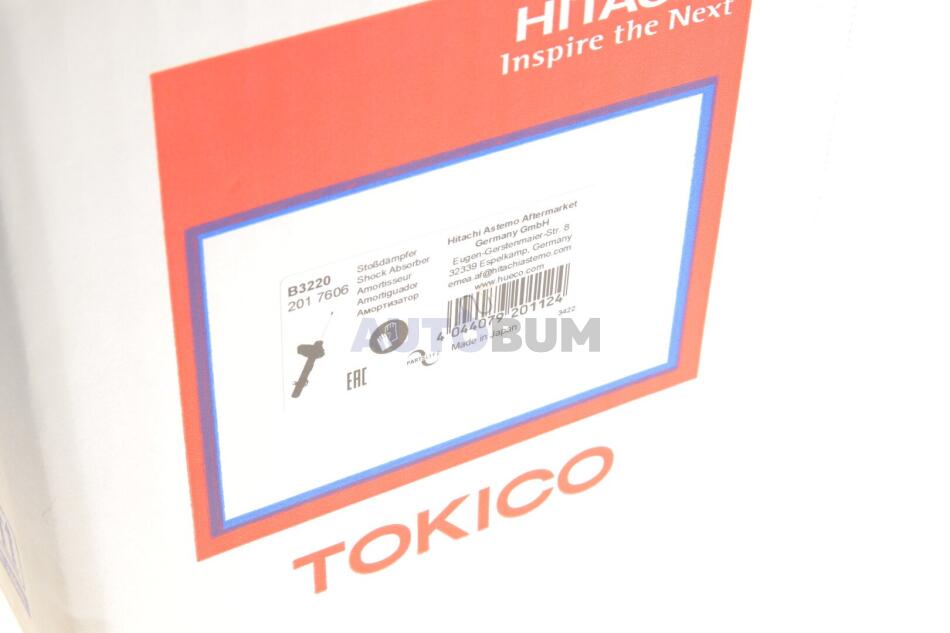 HITAC
Inspire the Next
B3220
201 7606
Stoßdämpfer
Shock Absorber
Amortisseur
Amortiguador
Амортизатор
Hitachi Astemo Aftermarket
Germany GmbH
Eugen-Gerstenmaier-Str. 8
32339 Espelkamp, Germany
emea.af@hitachiastemo.com
www.hueco.com
4 044079 201124
Made in Japan
3422
EAC
AUTOBUM
TOKICO